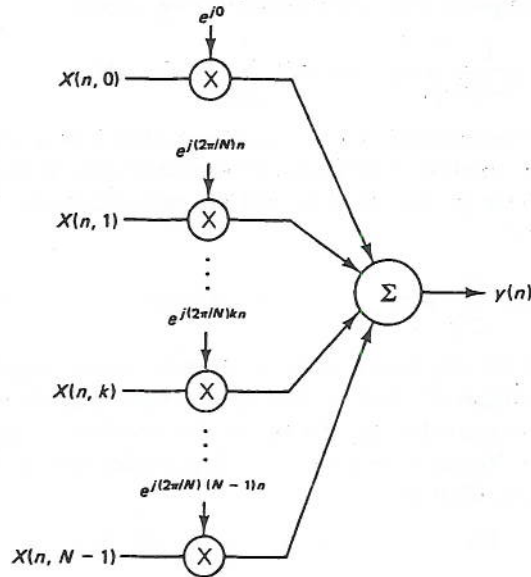 e^{j0}
X(n, 0) X
e^{j(2π/N)n}
X(n, 1) X
Σ y(n)
e^{j(2π/N)kn}
X(n, k) X
e^{j(2π/N) (N − 1)n}
X(n, N − 1) X